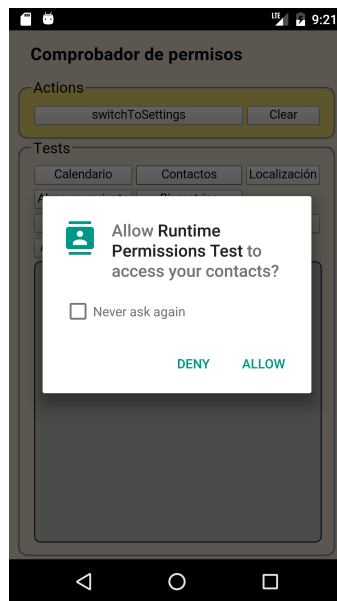 LTE 9:21
Comprobador de permisos
Actions
switchToSettings Clear
Tests
Calendario Contactos Localización
Allow Runtime
Permissions Test to
access your contacts?
Never ask again
DENY ALLOW